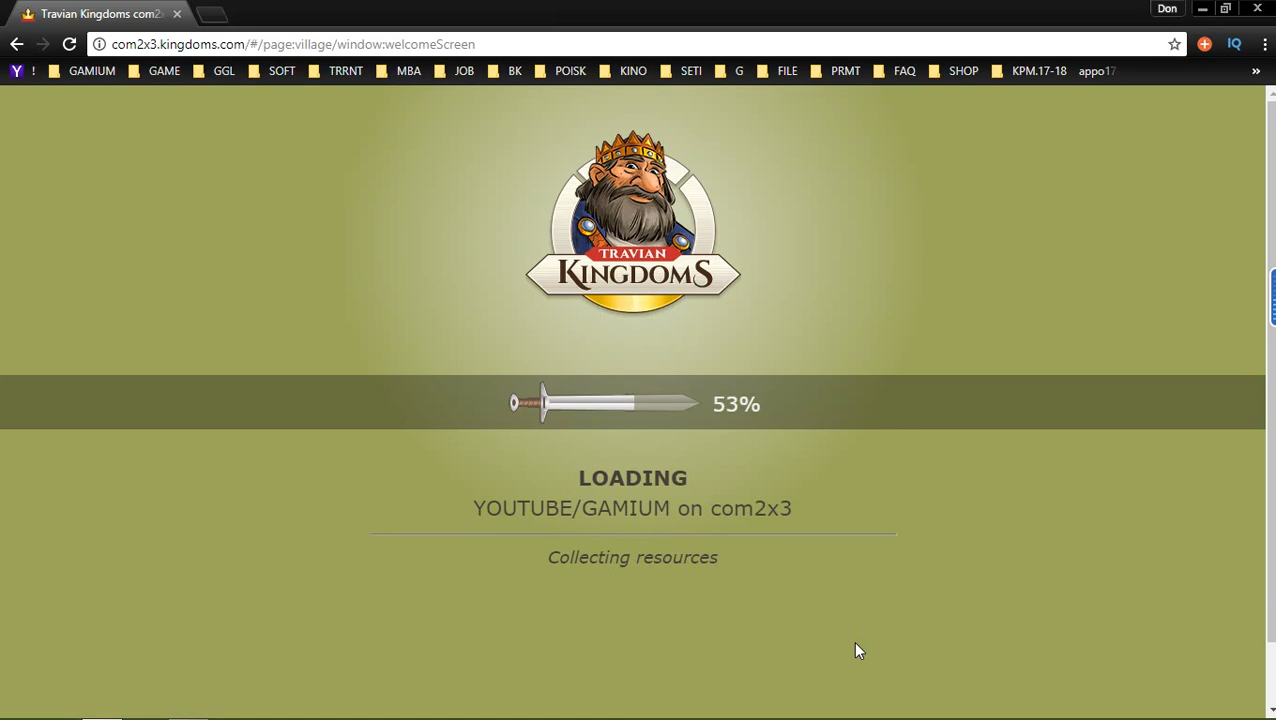 Travian Kingdoms com2x
Don
com2x3.kingdoms.com/#/page:village/window:welcomeScreen
IQ
Y ! GAMIUM GAME GGL SOFT TRRNT MBA JOB BK POISK KINO SETI G FILE PRMT FAQ SHOP KPM.17-18 appo17 »
TRAVIAN
KINGDOMS
53%
LOADING
YOUTUBE/GAMIUM on com2x3
Collecting resources